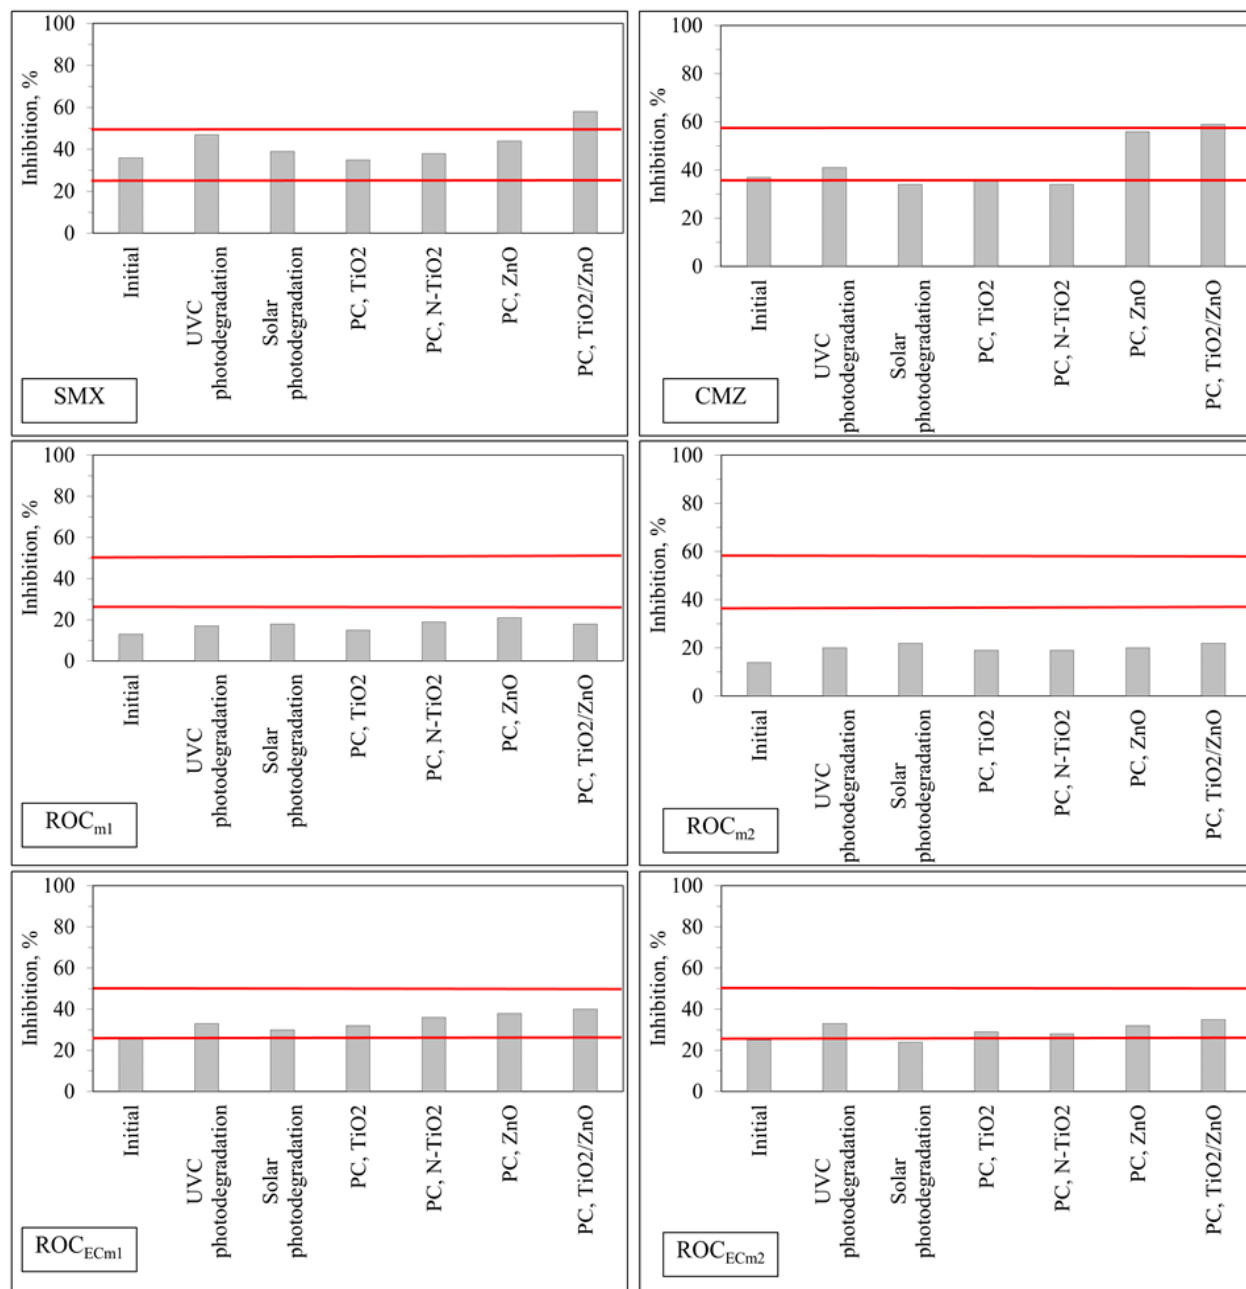 Inhibition, %
100
80
60
40
20
0
Initial
UVC
photodegradation
Solar
photodegradation
PC, TiO2
PC, N-TiO2
PC, ZnO
PC, TiO2/ZnO
SMX
Inhibition, %
100
80
60
40
20
0
Initial
UVC
photodegradation
Solar
photodegradation
PC, TiO2
PC, N-TiO2
PC, ZnO
PC, TiO2/ZnO
CMZ
Inhibition, %
100
80
60
40
20
0
Initial
UVC
photodegradation
Solar
photodegradation
PC, TiO2
PC, N-TiO2
PC, ZnO
PC, TiO2/ZnO
ROCm1
Inhibition, %
100
80
60
40
20
0
Initial
UVC
photodegradation
Solar
photodegradation
PC, TiO2
PC, N-TiO2
PC, ZnO
PC, TiO2/ZnO
ROCm2
Inhibition, %
100
80
60
40
20
0
Initial
UVC
photodegradation
Solar
photodegradation
PC, TiO2
PC, N-TiO2
PC, ZnO
PC, TiO2/ZnO
ROCECm1
Inhibition, %
100
80
60
40
20
0
Initial
UVC
photodegradation
Solar
photodegradation
PC, TiO2
PC, N-TiO2
PC, ZnO
PC, TiO2/ZnO
ROCECm2